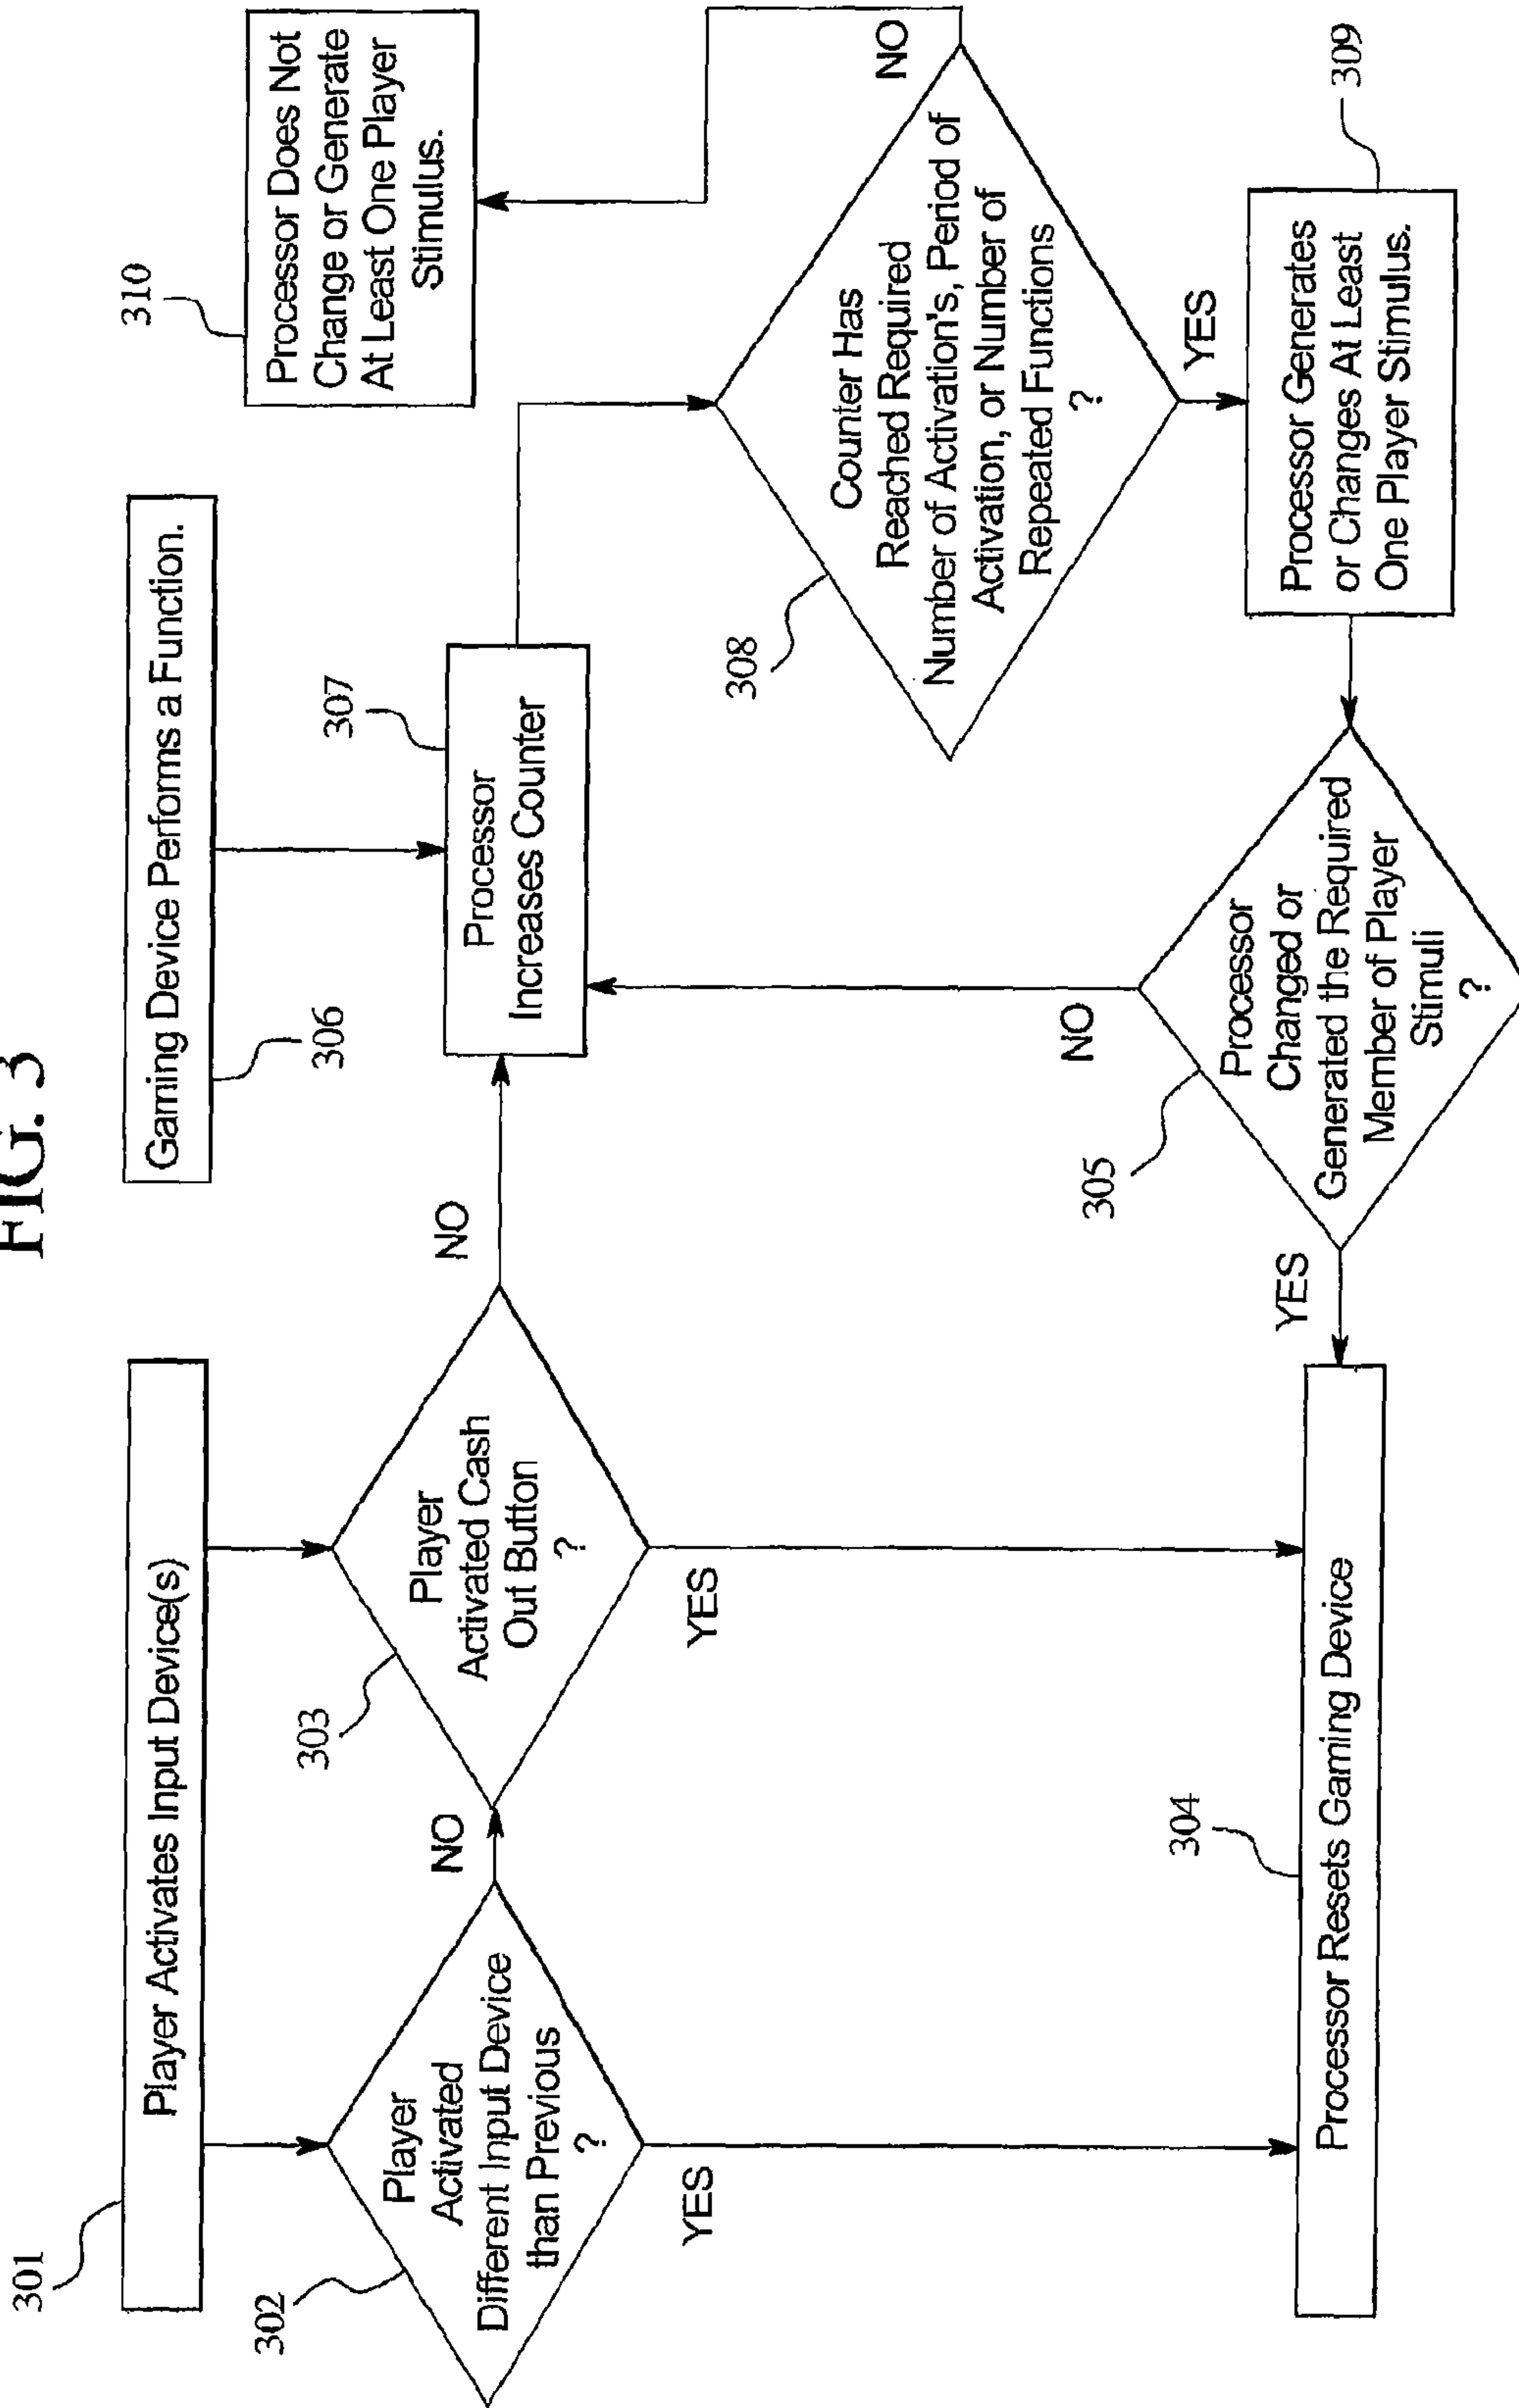 FIG. 3
301
Player Activates Input Device(s)
302
Player
Activated
Different Input Device
than Previous
?
NO
YES
303
Player
Activated Cash
Out Button
?
NO
YES
304
Processor Resets Gaming Device
306
Gaming Device Performs a Function.
307
Processor
Increases Counter
305
Processor
Changed or
Generated the Required
Member of Player
Stimuli
?
NO
YES
308
Counter Has
Reached Required
Number of Activation's, Period of
Activation, or Number of
Repeated Functions
?
NO
YES
310
Processor Does Not
Change or Generate
At Least One Player
Stimulus.
309
Processor Generates
or Changes At Least
One Player Stimulus.